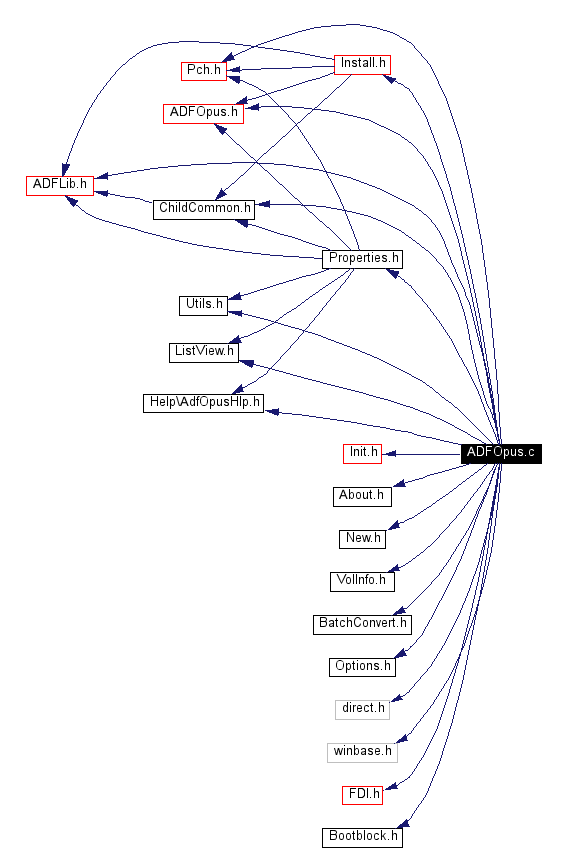 Install.h
Pch.h
ADFOpus.h
ADFLib.h
ChildCommon.h
Properties.h
Utils.h
ListView.h
Help\AdfOpusHlp.h
Init.h
ADFOpus.c
About.h
New.h
VolInfo.h
BatchConvert.h
Options.h
direct.h
winbase.h
FDI.h
Bootblock.h